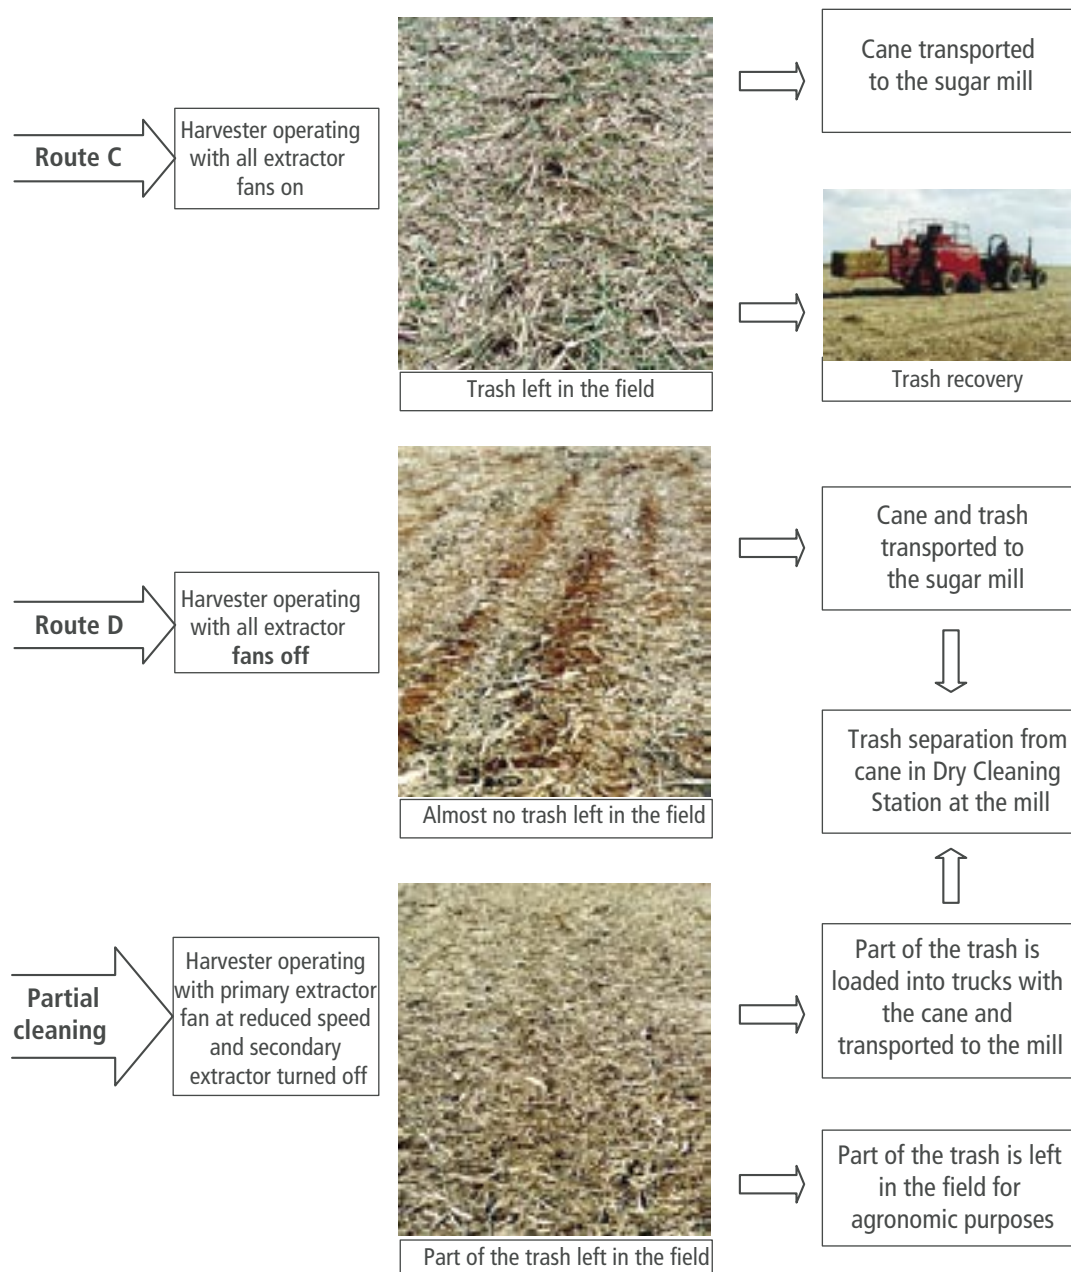 Route C
Harvester operating
with all extractor
fans on
Trash left in the field
Cane transported
to the sugar mill
Trash recovery
Route D
Harvester operating
with all extractor
fans off
Almost no trash left in the field
Cane and trash
transported to
the sugar mill
Trash separation from
cane in Dry Cleaning
Station at the mill
Partial
cleaning
Harvester operating
with primary extractor
fan at reduced speed
and secondary
extractor turned off
Part of the trash left in the field
Part of the trash is
loaded into trucks with
the cane and
transported to the mill
Part of the trash is left
in the field for
agronomic purposes